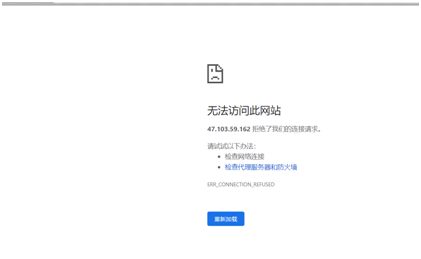 无法访问此网站
47.103.59.162 拒绝了我们的连接请求。
请试试以下办法：
检查网络连接
检查代理服务器和防火墙
ERR_CONNECTION_REFUSED
重新加载